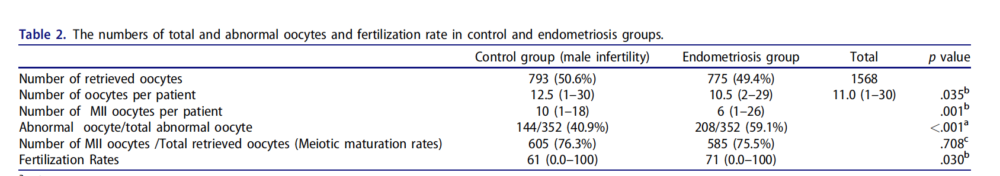 Table 2. The numbers of total and abnormal oocytes and fertilization rate in control and endometriosis groups.
Control group (male infertility) Endometriosis group Total p value
Number of retrieved oocytes 793 (50.6%) 775 (49.4%) 1568
Number of oocytes per patient 12.5 (1–30) 10.5 (2–29) 11.0 (1–30) .035b
Number of MII oocytes per patient 10 (1–18) 6 (1–26) .001b
Abnormal oocyte/total abnormal oocyte 144/352 (40.9%) 208/352 (59.1%) <.001a
Number of MII oocytes /Total retrieved oocytes (Meiotic maturation rates) 605 (76.3%) 585 (75.5%) .708c
Fertilization Rates 61 (0.0–100) 71 (0.0–100) .030b